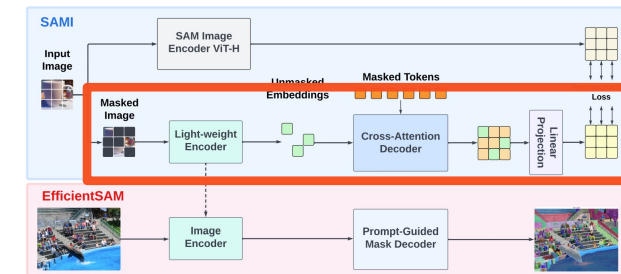 SAMI
Input
Image
SAM Image
Encoder ViT-H
Masked
Image
Light-weight
Encoder
Unmasked
Embeddings
Masked Tokens
Cross-Attention
Decoder
Linear
Projection
Loss
EfficientSAM
Image
Encoder
Prompt-Guided
Mask Decoder